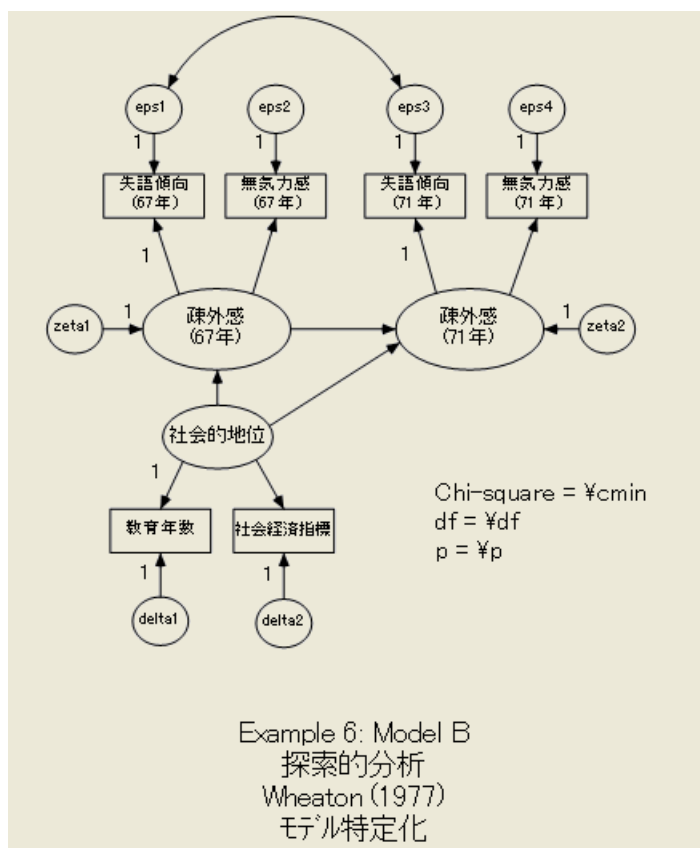 eps1
eps2
eps3
eps4
1
1
1
1
失語傾向
(67年)
無気力感
(67年)
失語傾向
(71年)
無気力感
(71年)
1
1
zeta1
1
疎外感
(67年)
疎外感
(71年)
1
zeta2
社会的地位
1
教育年数
社会経済指標
1
1
delta1
delta2
Chi-square = ¥cmin
df = ¥df
p = ¥p
Example 6: Model B
探索的分析
Wheaton (1977)
モデル特定化